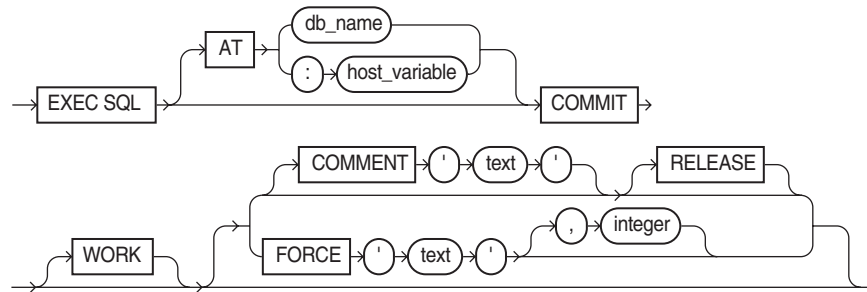 db_name
AT
: host_variable
EXEC SQL COMMIT
COMMENT ' text ' RELEASE
, integer
WORK FORCE ' text '